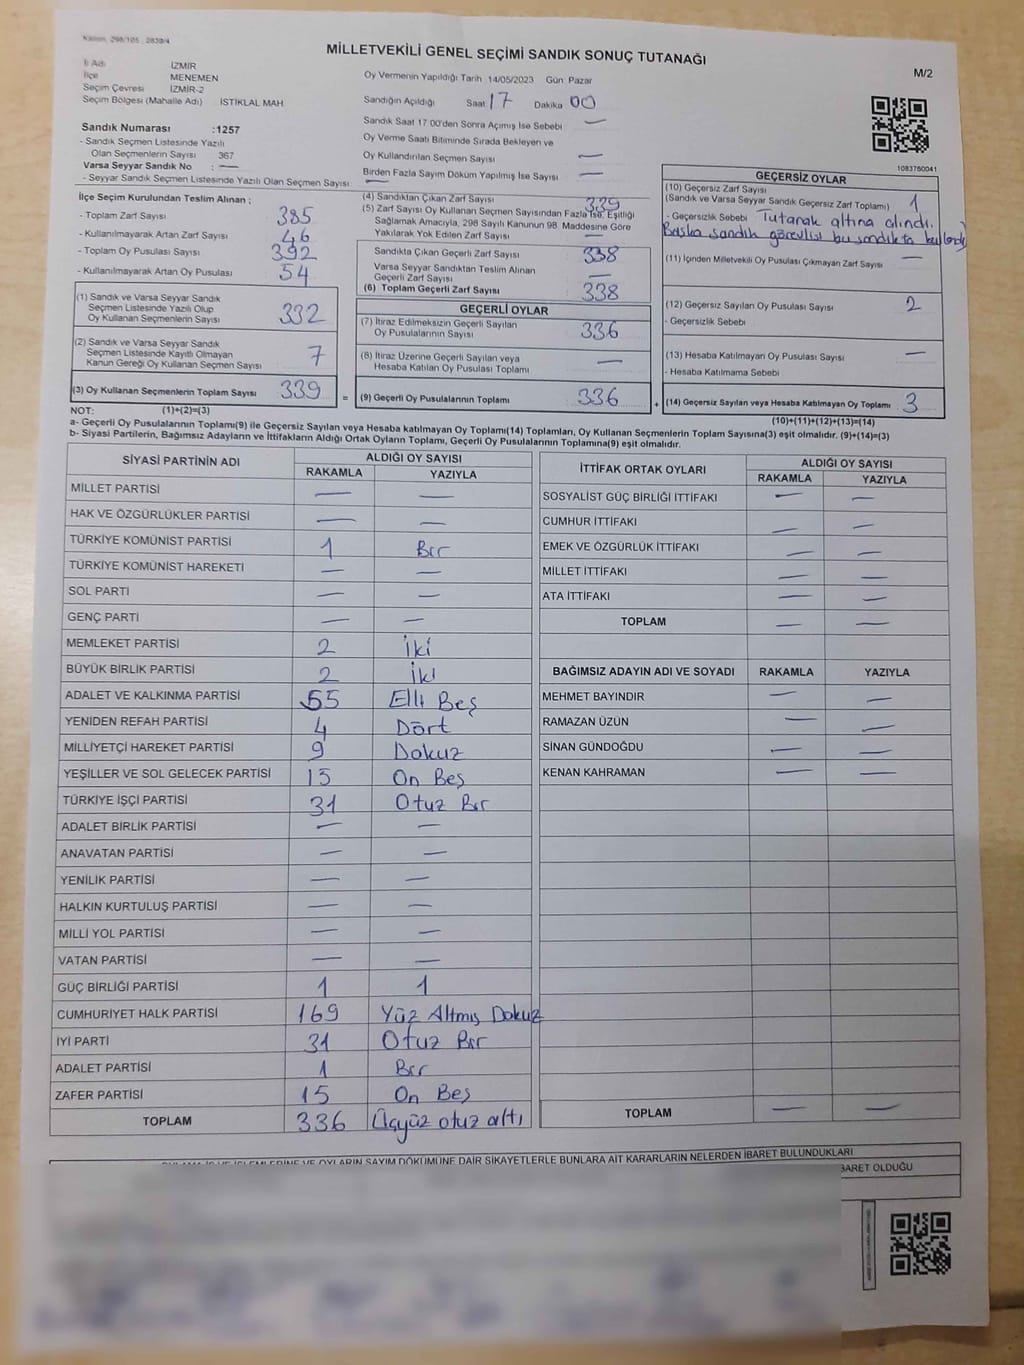 MİLLETVEKİLİ GENEL SEÇİMİ SANDIK SONUÇ TUTANAĞI
M/2
İl Adı İZMİR
İlçe MENEMEN
Seçim Çevresi İZMİR-2
Seçim Bölgesi (Mahalle Adı) İSTİKLAL MAH.
Sandık Numarası :1257
- Sandık Seçmen Listesinde Yazılı
Olan Seçmenlerin Sayısı 367
Varsa Seyyar Sandık No : —
- Seyyar Sandık Seçmen Listesinde Yazılı Olan Seçmen Sayısı: —
Oy Vermenin Yapıldığı Tarih 14/05/2023 Gün Pazar
Sandığın Açıldığı Saat 17 Dakika 00
Sandık Saat 17:00'den Sonra Açımış İse Sebebi —
Oy Verme Saati Bitiminde Sırada Bekleyen ve
Oy Kullandırılan Seçmen Sayısı —
Birden Fazla Sayım Döküm Yapılmış İse Sayısı —
1083760041
İlçe Seçim Kurulundan Teslim Alınan ;
- Toplam Zarf Sayısı 385
- Kullanılmayarak Artan Zarf Sayısı 46
- Toplam Oy Pusulası Sayısı 392
- Kullanılmayarak Artan Oy Pusulası 54
(1) Sandık ve Varsa Seyyar Sandık
Seçmen Listesinde Yazılı Olup
Oy Kullanan Seçmenlerin Sayısı 332
(2) Sandık ve Varsa Seyyar Sandık
Seçmen Listesinde Kayıtlı Olmayan
Kanun Gereği Oy Kullanan Seçmen Sayısı 7
(3) Oy Kullanan Seçmenlerin Toplam Sayısı 339
(4) Sandıktan Çıkan Zarf Sayısı 339
(5) Zarf Sayısı Oy Kullanan Seçmen Sayısından Fazla İse, Eşitliği
Sağlamak Amacıyla, 298 Sayılı Kanunun 98. Maddesine Göre
Yakılarak Yok Edilen Zarf Sayısı —
Sandıkta Çıkan Geçerli Zarf Sayısı 338
Varsa Seyyar Sandıktan Teslim Alınan
Geçerli Zarf Sayısı —
(6) Toplam Geçerli Zarf Sayısı 338
GEÇERLİ OYLAR
(7) İtiraz Edilmeksizin Geçerli Sayılan
Oy Pusulalarının Sayısı 336
(8) İtiraz Üzerine Geçerli Sayılan veya
Hesaba Katılan Oy Pusulası Toplamı —
= (9) Geçerli Oy Pusulalarının Toplamı 336
GEÇERSİZ OYLAR
(10) Geçersiz Zarf Sayısı
(Sandık ve Varsa Seyyar Sandık Geçersiz Zarf Toplamı) 1
- Geçersizlik Sebebi Tutanak altına alındı.
Başka sandık görevlisi bu sandıkta
(11) İçinden Milletvekili Oy Pusulası Çıkmayan Zarf Sayısı —
(12) Geçersiz Sayılan Oy Pusulası Sayısı 2
- Geçersizlik Sebebi
(13) Hesaba Katılmayan Oy Pusulası Sayısı —
- Hesaba Katılmama Sebebi
+ (14) Geçersiz Sayılan veya Hesaba Katılmayan Oy Toplamı 3
NOT: (1)+(2)=(3) (10)+(11)+(12)+(13)=(14)
a- Geçerli Oy Pusulalarının Toplamı(9) ile Geçersiz Sayılan veya Hesaba Katılmayan Oy Toplamı(14) Toplamları, Oy Kullanan Seçmenlerin Toplam Sayısına(3) eşit olmalıdır. (9)+(14)=(3)
b- Siyasi Partilerin, Bağımsız Adayların ve İttifakların Aldığı Ortak Oyların Toplamı, Geçerli Oy Pusulalarının Toplamına(9) eşit olmalıdır.
SİYASİ PARTİNİN ADI ALDIĞI OY SAYISI
RAKAMLA YAZIYLA
MİLLET PARTİSİ — —
HAK VE ÖZGÜRLÜKLER PARTİSİ — —
TÜRKİYE KOMÜNİST PARTİSİ 1 Bir
TÜRKİYE KOMÜNİST HAREKETİ — —
SOL PARTİ — —
GENÇ PARTİ — —
MEMLEKET PARTİSİ 2 İki
BÜYÜK BİRLİK PARTİSİ 2 İki
ADALET VE KALKINMA PARTİSİ 55 Elli Beş
YENİDEN REFAH PARTİSİ 4 Dört
MİLLİYETÇİ HAREKET PARTİSİ 9 Dokuz
YEŞİLLER VE SOL GELECEK PARTİSİ 15 On Beş
TÜRKİYE İŞÇİ PARTİSİ 31 Otuz Bir
ADALET BİRLİK PARTİSİ — —
ANAVATAN PARTİSİ — —
YENİLİK PARTİSİ — —
HALKIN KURTULUŞ PARTİSİ — —
MİLLİ YOL PARTİSİ — —
VATAN PARTİSİ — —
GÜÇ BİRLİĞİ PARTİSİ 1 1
CUMHURİYET HALK PARTİSİ 169 Yüz Altmış Dokuz
İYİ PARTİ 31 Otuz Bir
ADALET PARTİSİ 1 Bir
ZAFER PARTİSİ 15 On Beş
TOPLAM 336 Üçyüz otuz altı
İTTİFAK ORTAK OYLARI ALDIĞI OY SAYISI
RAKAMLA YAZIYLA
SOSYALİST GÜÇ BİRLİĞİ İTTİFAKI — —
CUMHUR İTTİFAKI — —
EMEK VE ÖZGÜRLÜK İTTİFAKI — —
MİLLET İTTİFAKI — —
ATA İTTİFAKI — —
TOPLAM — —
BAĞIMSIZ ADAYIN ADI VE SOYADI RAKAMLA YAZIYLA
MEHMET BAYINDIR — —
RAMAZAN ÜZÜN — —
SİNAN GÜNDOĞDU — —
KENAN KAHRAMAN — —
TOPLAM — —
VE OYLARIN SAYIM DÖKÜMÜNE DAİR ŞİKAYETLERLE BUNLARA AİT KARARLARIN NELERDEN İBARET BULUNDUKLARI
OLDUĞU